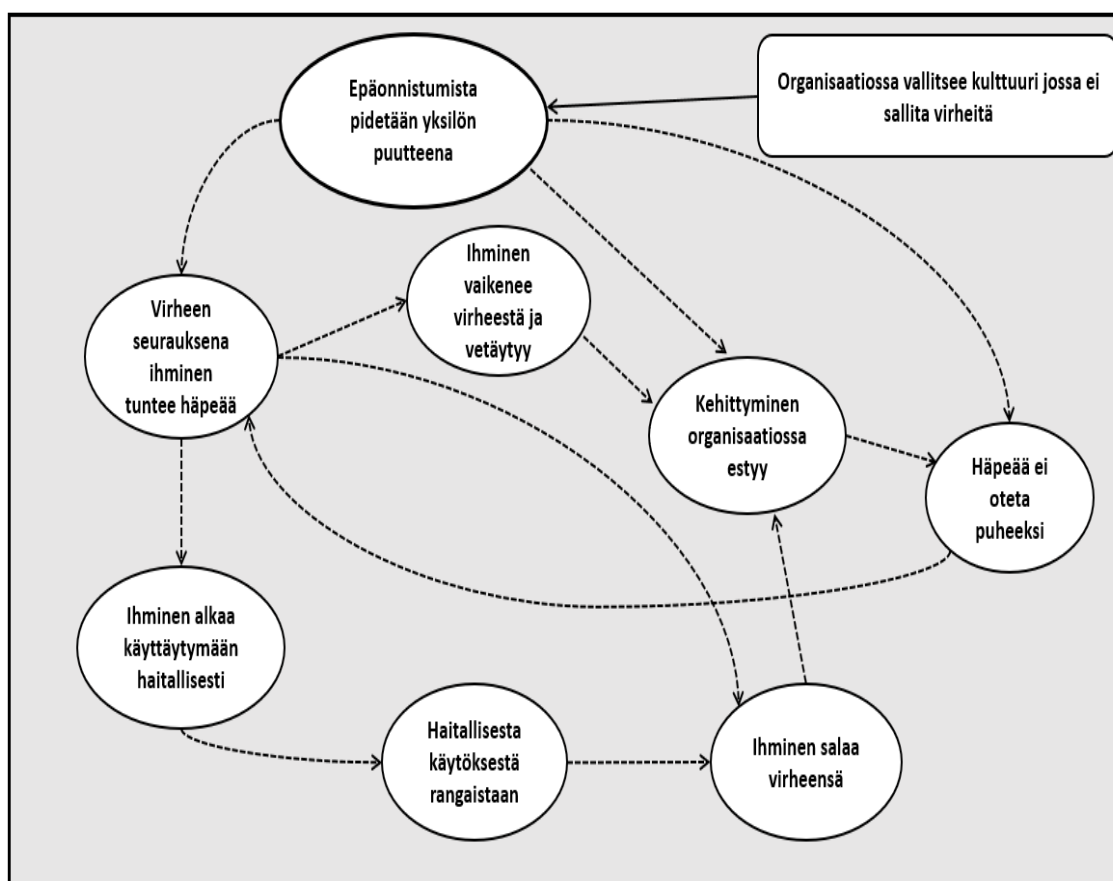 Epäonnistumista
pidetään yksilön
puutteena
Organisaatiossa vallitsee kulttuuri jossa ei
sallita virheitä
Ihminen
vaikenee
virheestä ja
vetäytyy
Virheen
seurauksena
ihminen
tuntee häpeää
Kehittyminen
organisaatiossa
estyy
Häpeää ei
oteta
puheeksi
Ihminen alkaa
käyttäytymään
haitallisesti
Haitallisesta
käytöksestä
rangaistaan
Ihminen salaa
virheensä